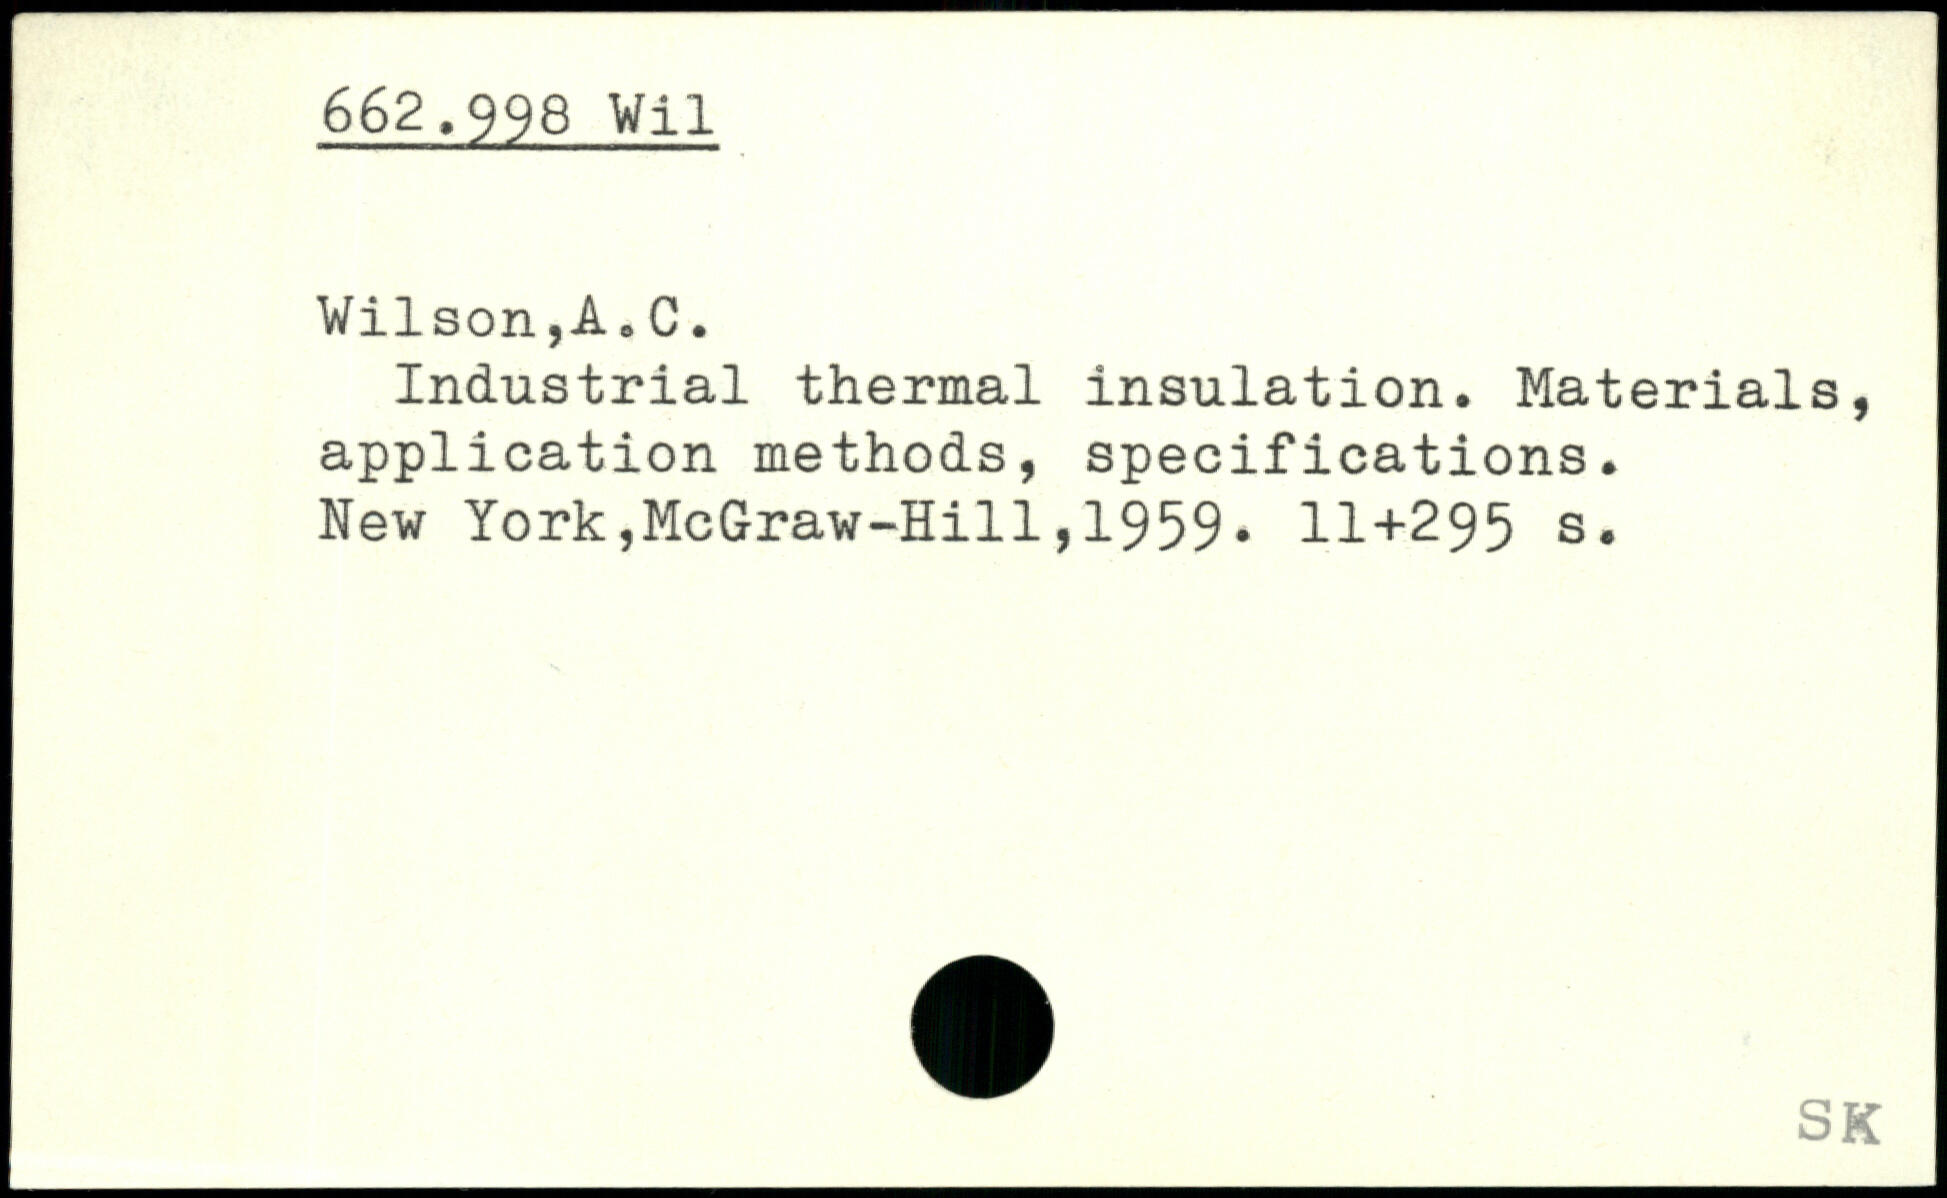 662.998 Wil
Wilson,A.C.
Industrial thermal insulation. Materials,
application methods, specifications.
New York,McGraw-Hill,1959. 11+295 s.
SK